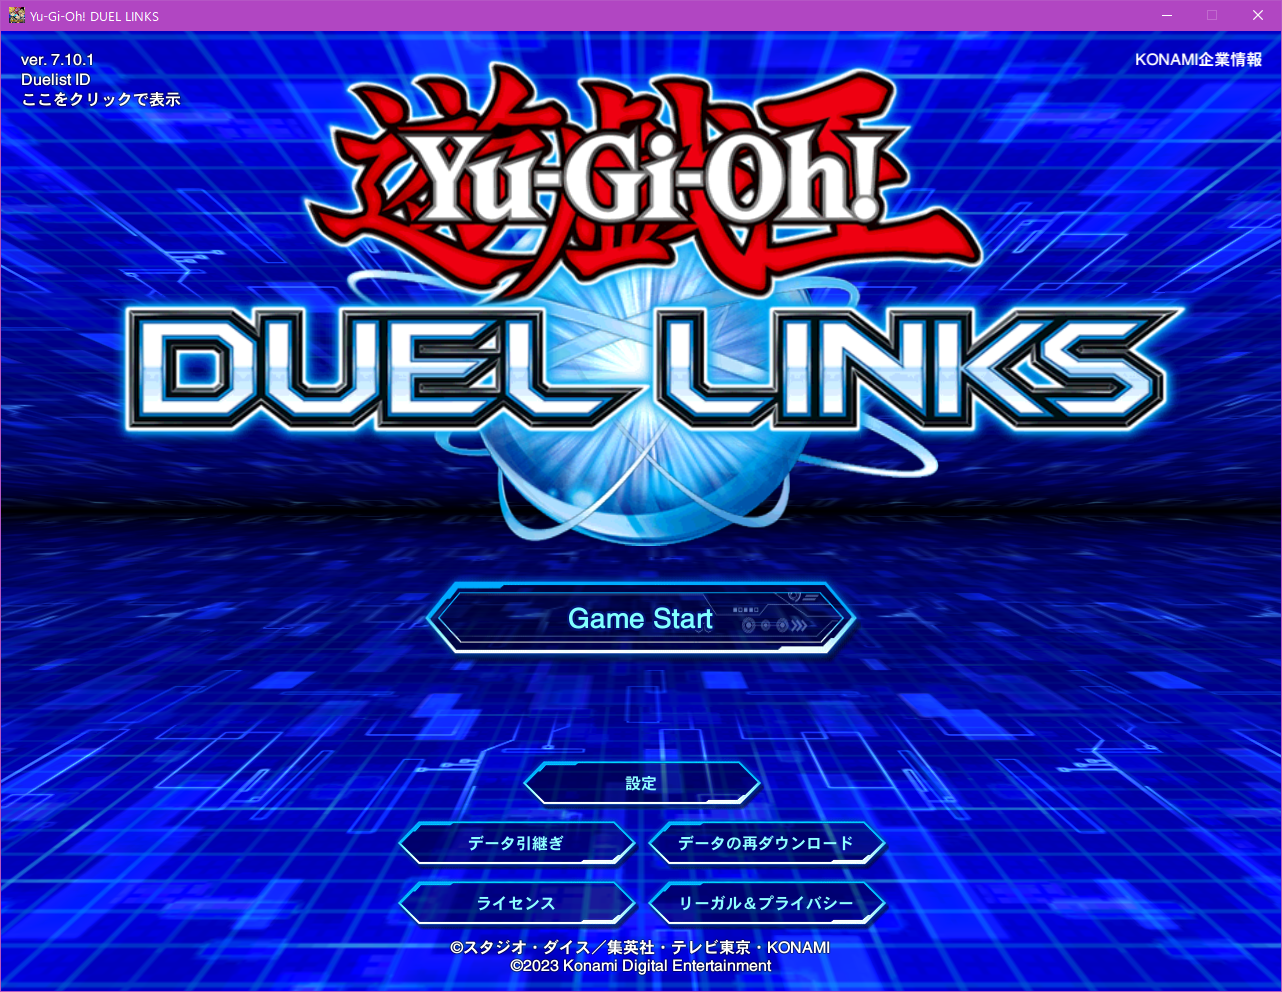 Yu-Gi-Oh! DUEL LINKS
ver. 7.10.1
Duelist ID
ここをクリックで表示
KONAMI企業情報
遊戯王
Yu-Gi-Oh!
DUEL LINKS
Game Start
設定
データ引継ぎ
データの再ダウンロード
ライセンス
リーガル&プライバシー
©スタジオ・ダイス／集英社・テレビ東京・KONAMI
©2023 Konami Digital Entertainment